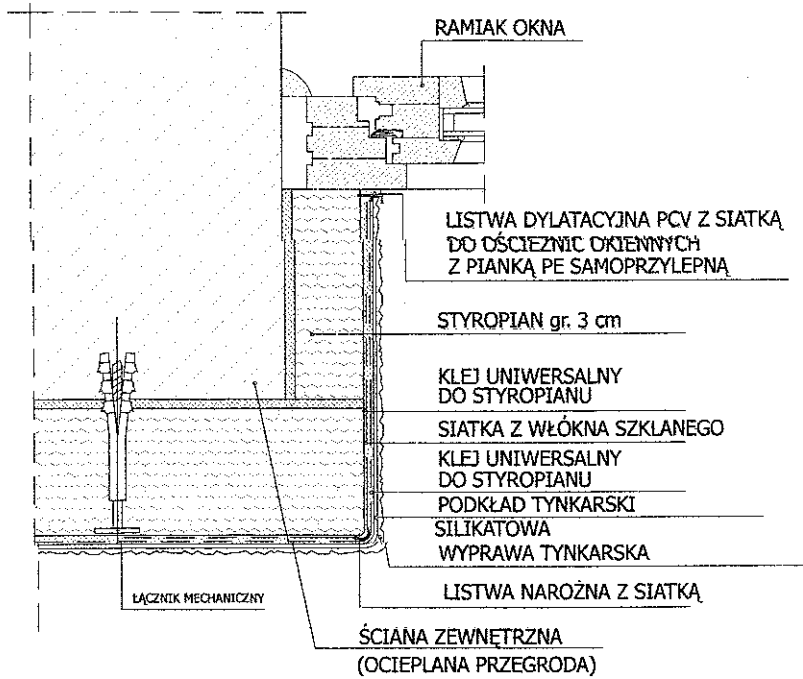 RAMIAK OKNA
LISTWA DYLATACYJNA PCV Z SIATKĄ
DO OŚCIEŻNIC OKIENNYCH
Z PIANKĄ PE SAMOPRZYLEPNĄ
STYROPIAN gr. 3 cm
KLEJ UNIWERSALNY
DO STYROPIANU
SIATKA Z WŁÓKNA SZKLANEGO
KLEJ UNIWERSALNY
DO STYROPIANU
PODKŁAD TYNKARSKI
SILIKATOWA
WYPRAWA TYNKARSKA
LISTWA NAROŻNA Z SIATKĄ
ŁĄCZNIK MECHANICZNY
ŚCIANA ZEWNĘTRZNA
(OCIEPLANA PRZEGRODA)